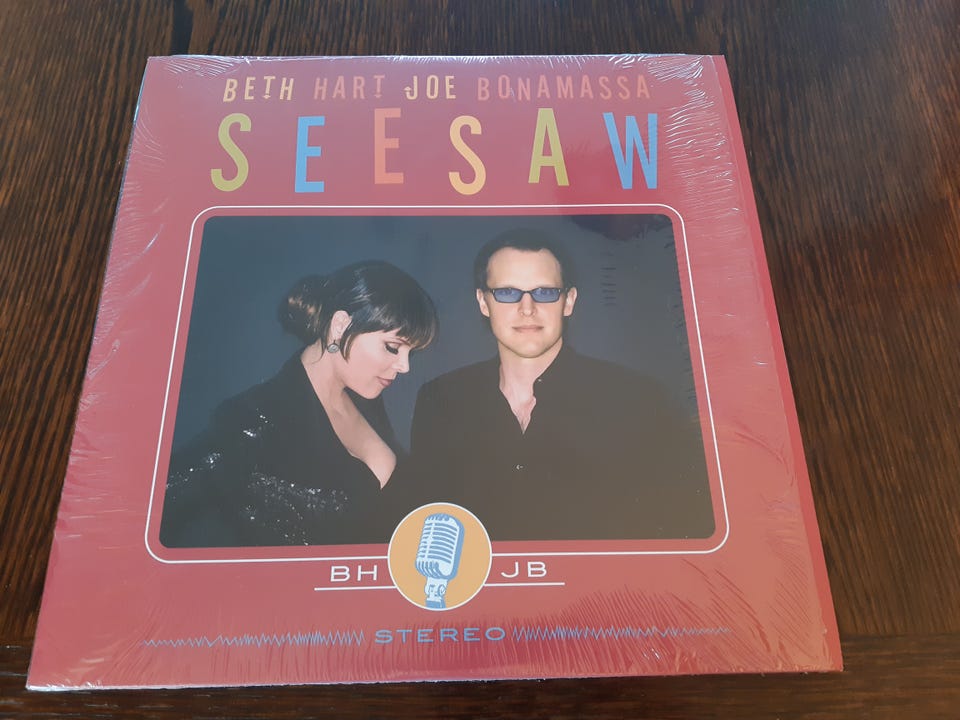 BETH HART JOE BONAMASSA
SEESAW
BH JB
STEREO